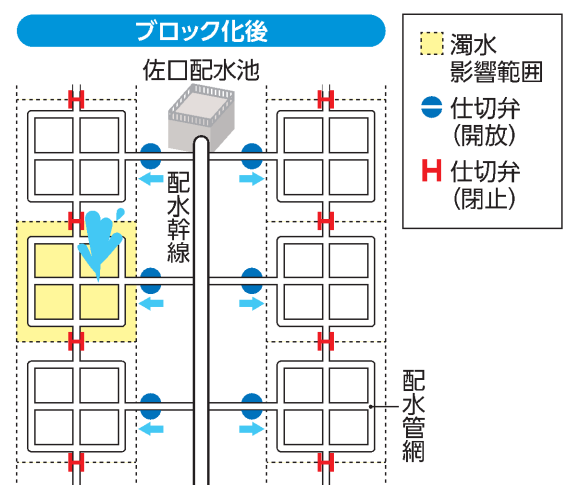 ブロック化後
佐口配水池
配水幹線
配水管網
濁水
影響範囲
仕切弁
（開放）
仕切弁
（閉止）